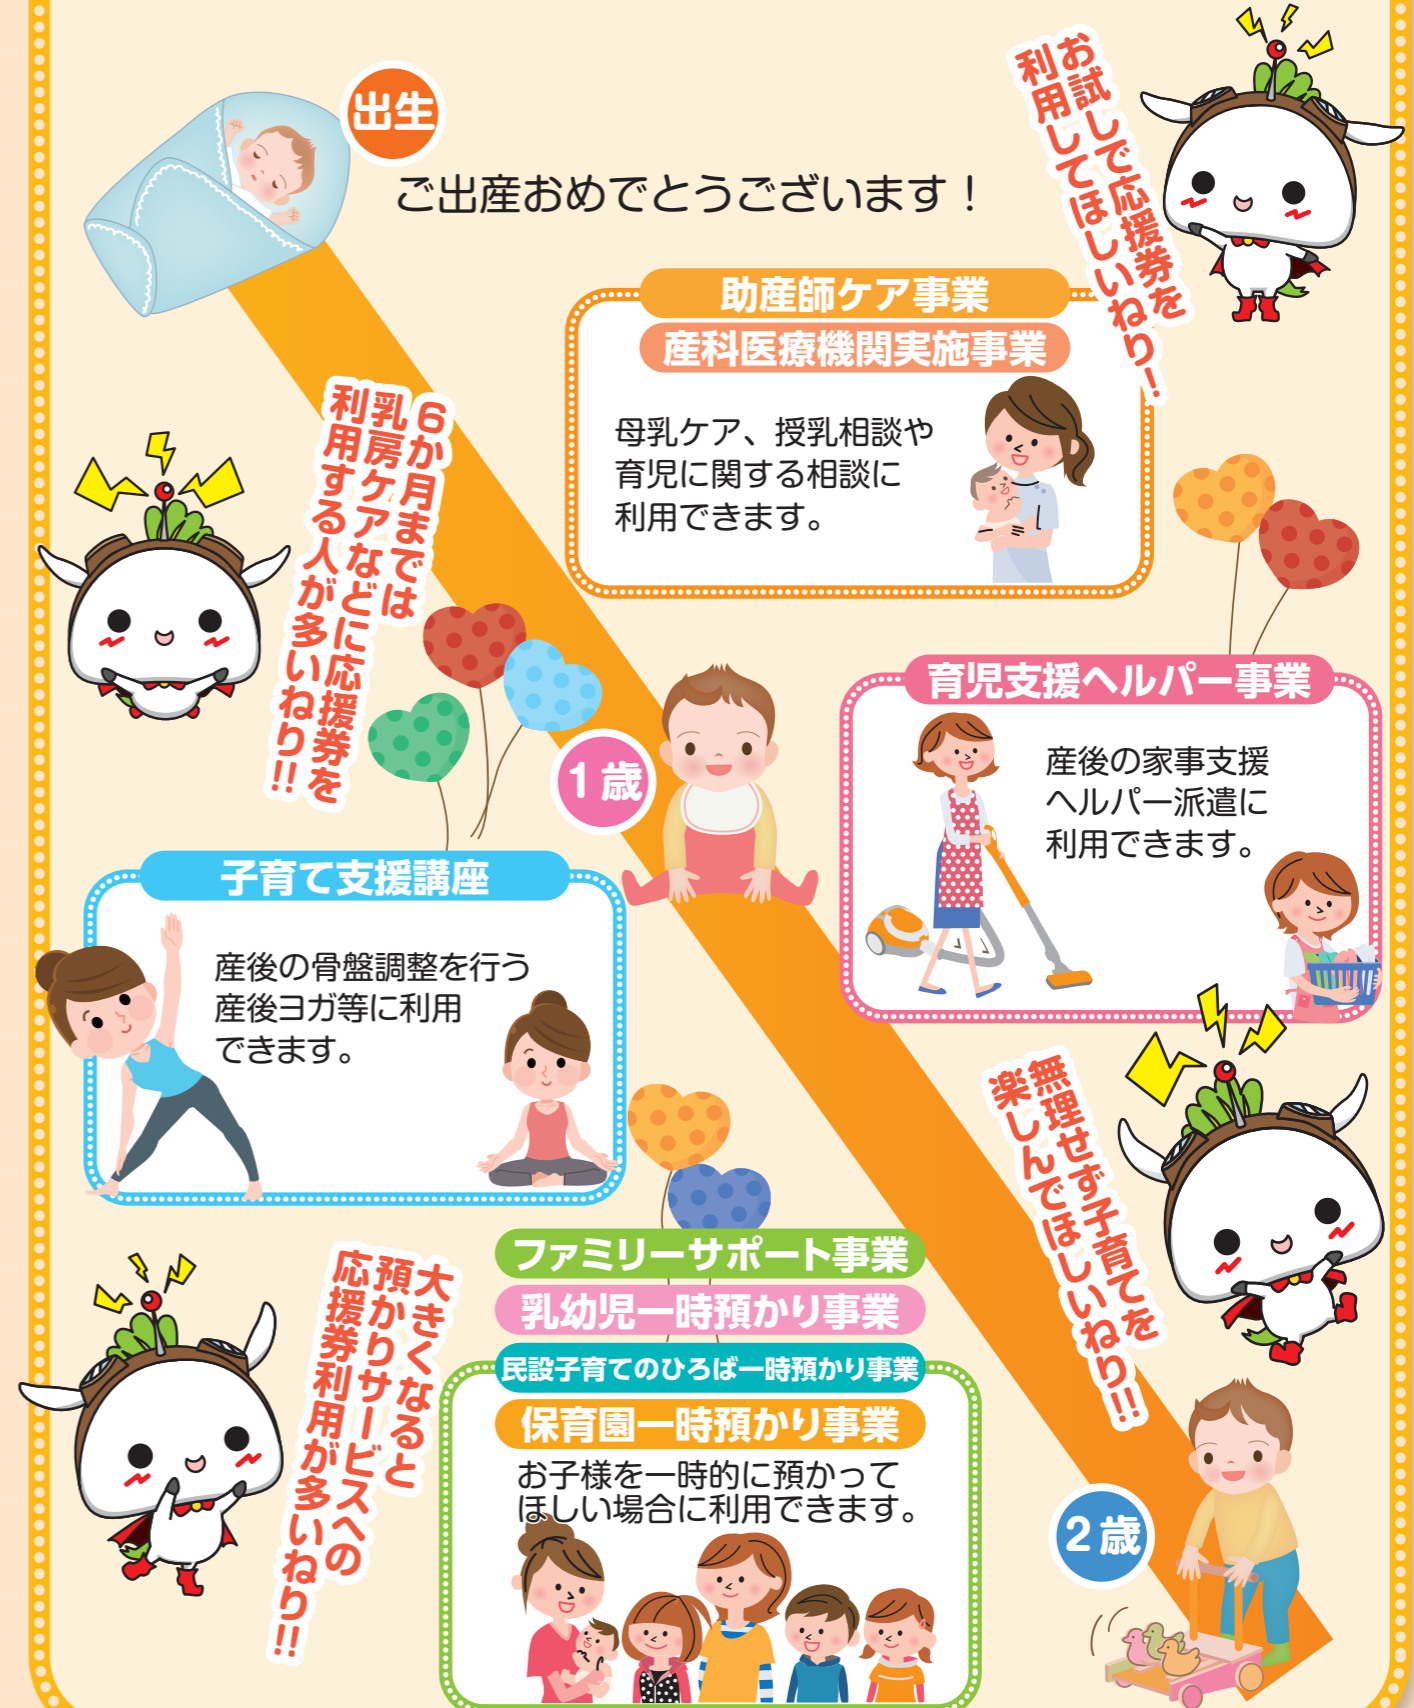 出生
ご出産おめでとうございます！
お試しで応援券を
利用してほしいねり！
助産師ケア事業
産科医療機関実施事業
母乳ケア、授乳相談や
育児に関する相談に
利用できます。
6か月までは
乳房ケアなどに応援券を
利用する人が多いねり!!
1歳
育児支援ヘルパー事業
産後の家事支援
ヘルパー派遣に
利用できます。
子育て支援講座
産後の骨盤調整を行う
産後ヨガ等に利用
できます。
無理せず子育てを
楽しんでほしいねり!!
ファミリーサポート事業
乳幼児一時預かり事業
民設子育てのひろば一時預かり事業
保育園一時預かり事業
お子様を一時的に預かって
ほしい場合に利用できます。
大きくなると
預かりサービスへの
応援券利用が多いねり!!
2歳